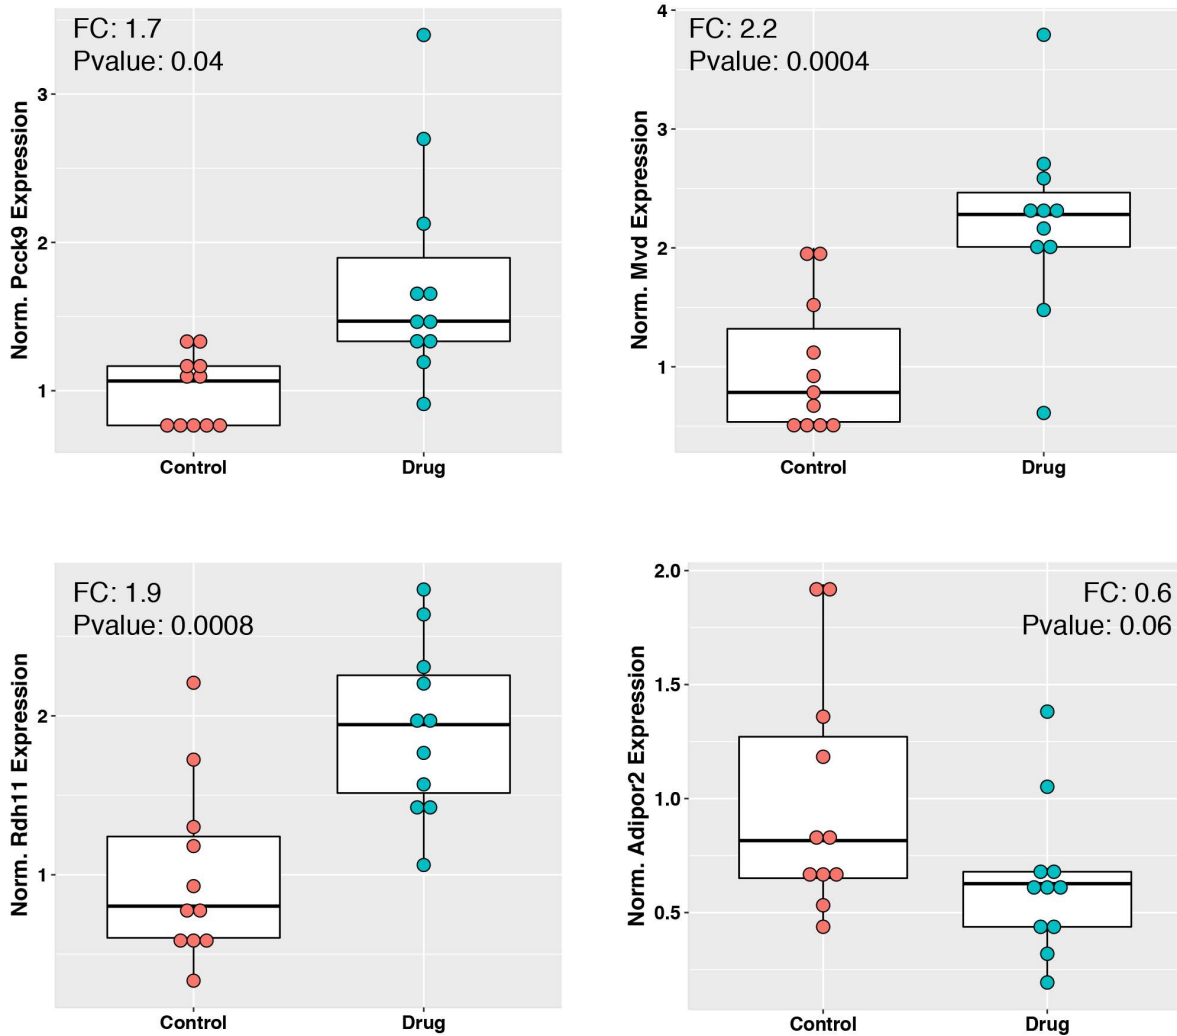 FC: 1.7
Pvalue: 0.04
Norm. Pcck9 Expression
3
2
1
Control
Drug
FC: 2.2
Pvalue: 0.0004
Norm. Mvd Expression
4
3
2
1
Control
Drug
FC: 1.9
Pvalue: 0.0008
Norm. Rdh11 Expression
2
1
Control
Drug
FC: 0.6
Pvalue: 0.06
Norm. Adipor2 Expression
2.0
1.5
1.0
0.5
Control
Drug